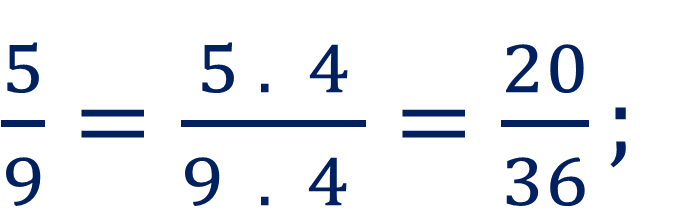 5/9 = 5 . 4/9 . 4 = 20/36 ;